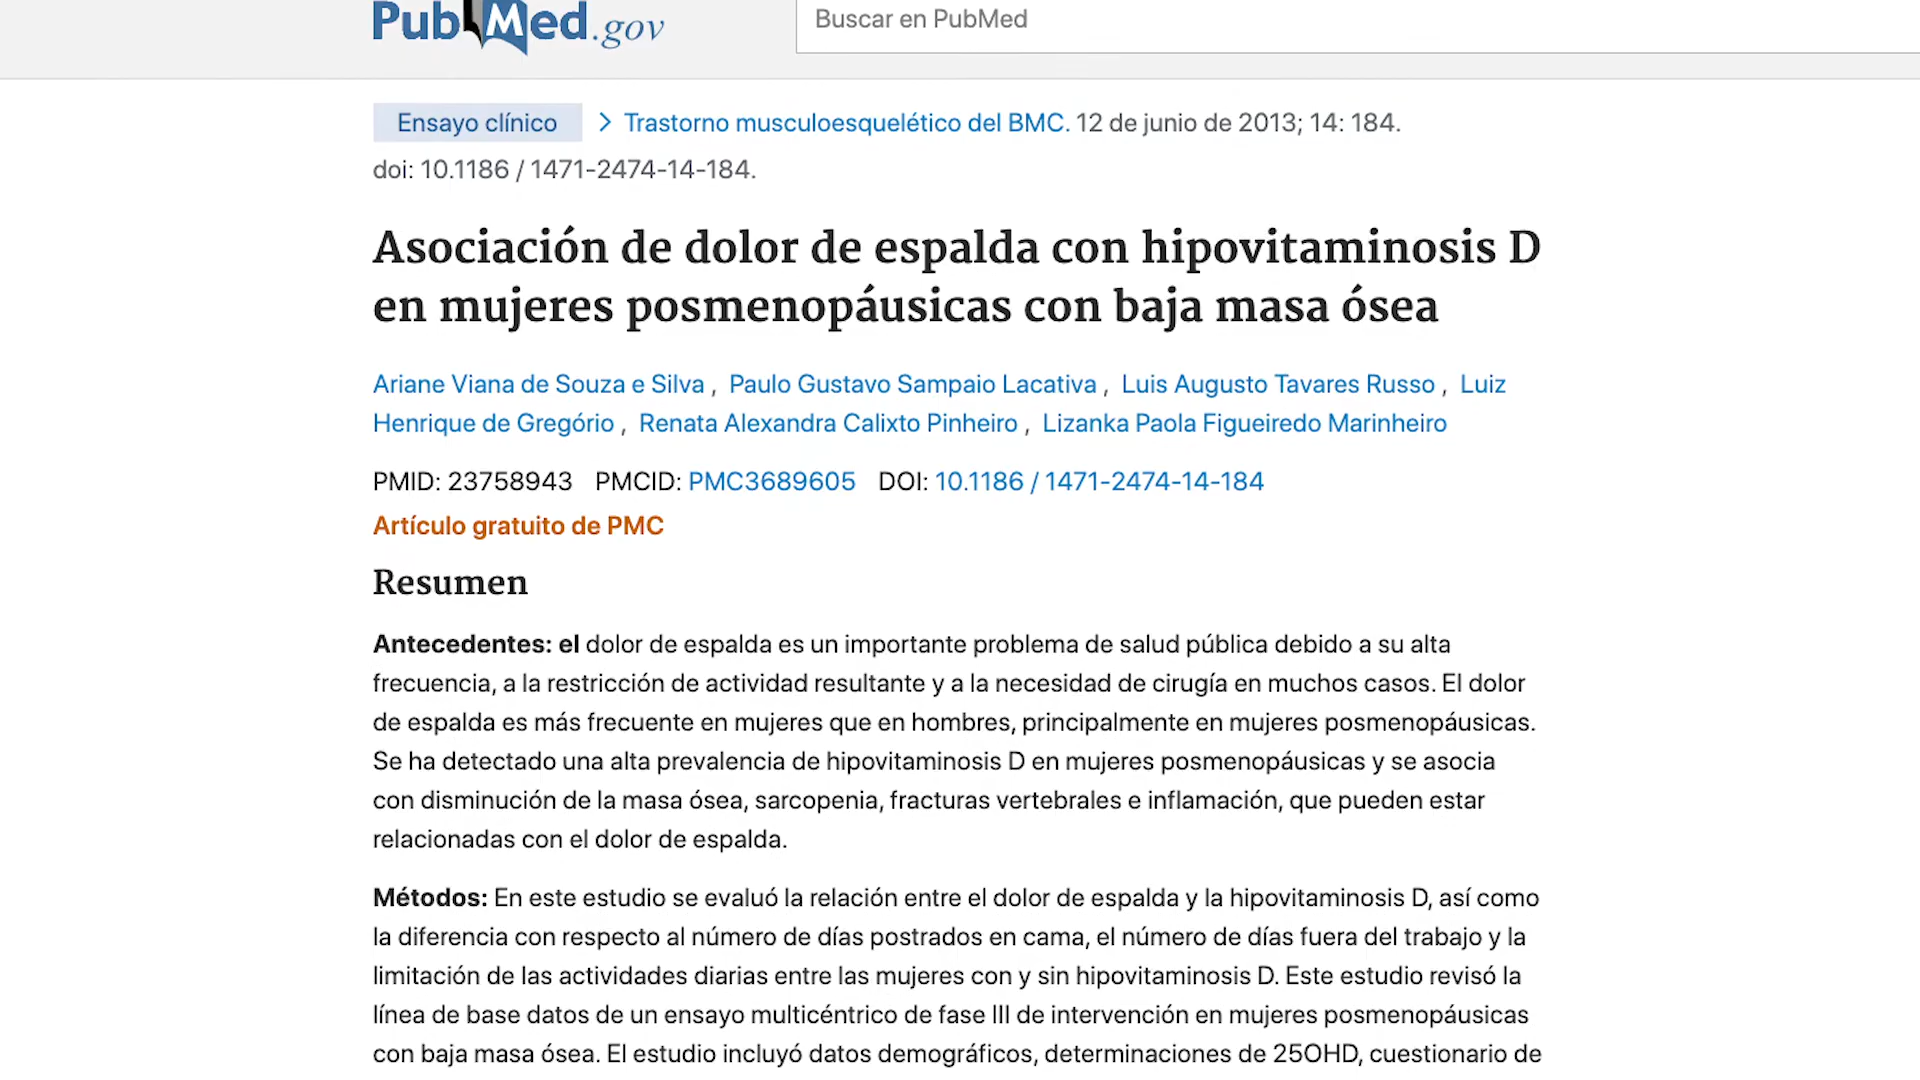 PubMed.gov
Buscar en PubMed
Ensayo clínico > Trastorno musculoesquelético del BMC. 12 de junio de 2013; 14: 184.
doi: 10.1186 / 1471-2474-14-184.
Asociación de dolor de espalda con hipovitaminosis D
en mujeres posmenopáusicas con baja masa ósea
Ariane Viana de Souza e Silva , Paulo Gustavo Sampaio Lacativa , Luis Augusto Tavares Russo , Luiz
Henrique de Gregório , Renata Alexandra Calixto Pinheiro , Lizanka Paola Figueiredo Marinheiro
PMID: 23758943 PMCID: PMC3689605 DOI: 10.1186 / 1471-2474-14-184
Artículo gratuito de PMC
Resumen
Antecedentes: el dolor de espalda es un importante problema de salud pública debido a su alta
frecuencia, a la restricción de actividad resultante y a la necesidad de cirugía en muchos casos. El dolor
de espalda es más frecuente en mujeres que en hombres, principalmente en mujeres posmenopáusicas.
Se ha detectado una alta prevalencia de hipovitaminosis D en mujeres posmenopáusicas y se asocia
con disminución de la masa ósea, sarcopenia, fracturas vertebrales e inflamación, que pueden estar
relacionadas con el dolor de espalda.
Métodos: En este estudio se evaluó la relación entre el dolor de espalda y la hipovitaminosis D, así como
la diferencia con respecto al número de días postrados en cama, el número de días fuera del trabajo y la
limitación de las actividades diarias entre las mujeres con y sin hipovitaminosis D. Este estudio revisó la
línea de base datos de un ensayo multicéntrico de fase III de intervención en mujeres posmenopáusicas
con baja masa ósea. El estudio incluyó datos demográficos, determinaciones de 25OHD, cuestionario de